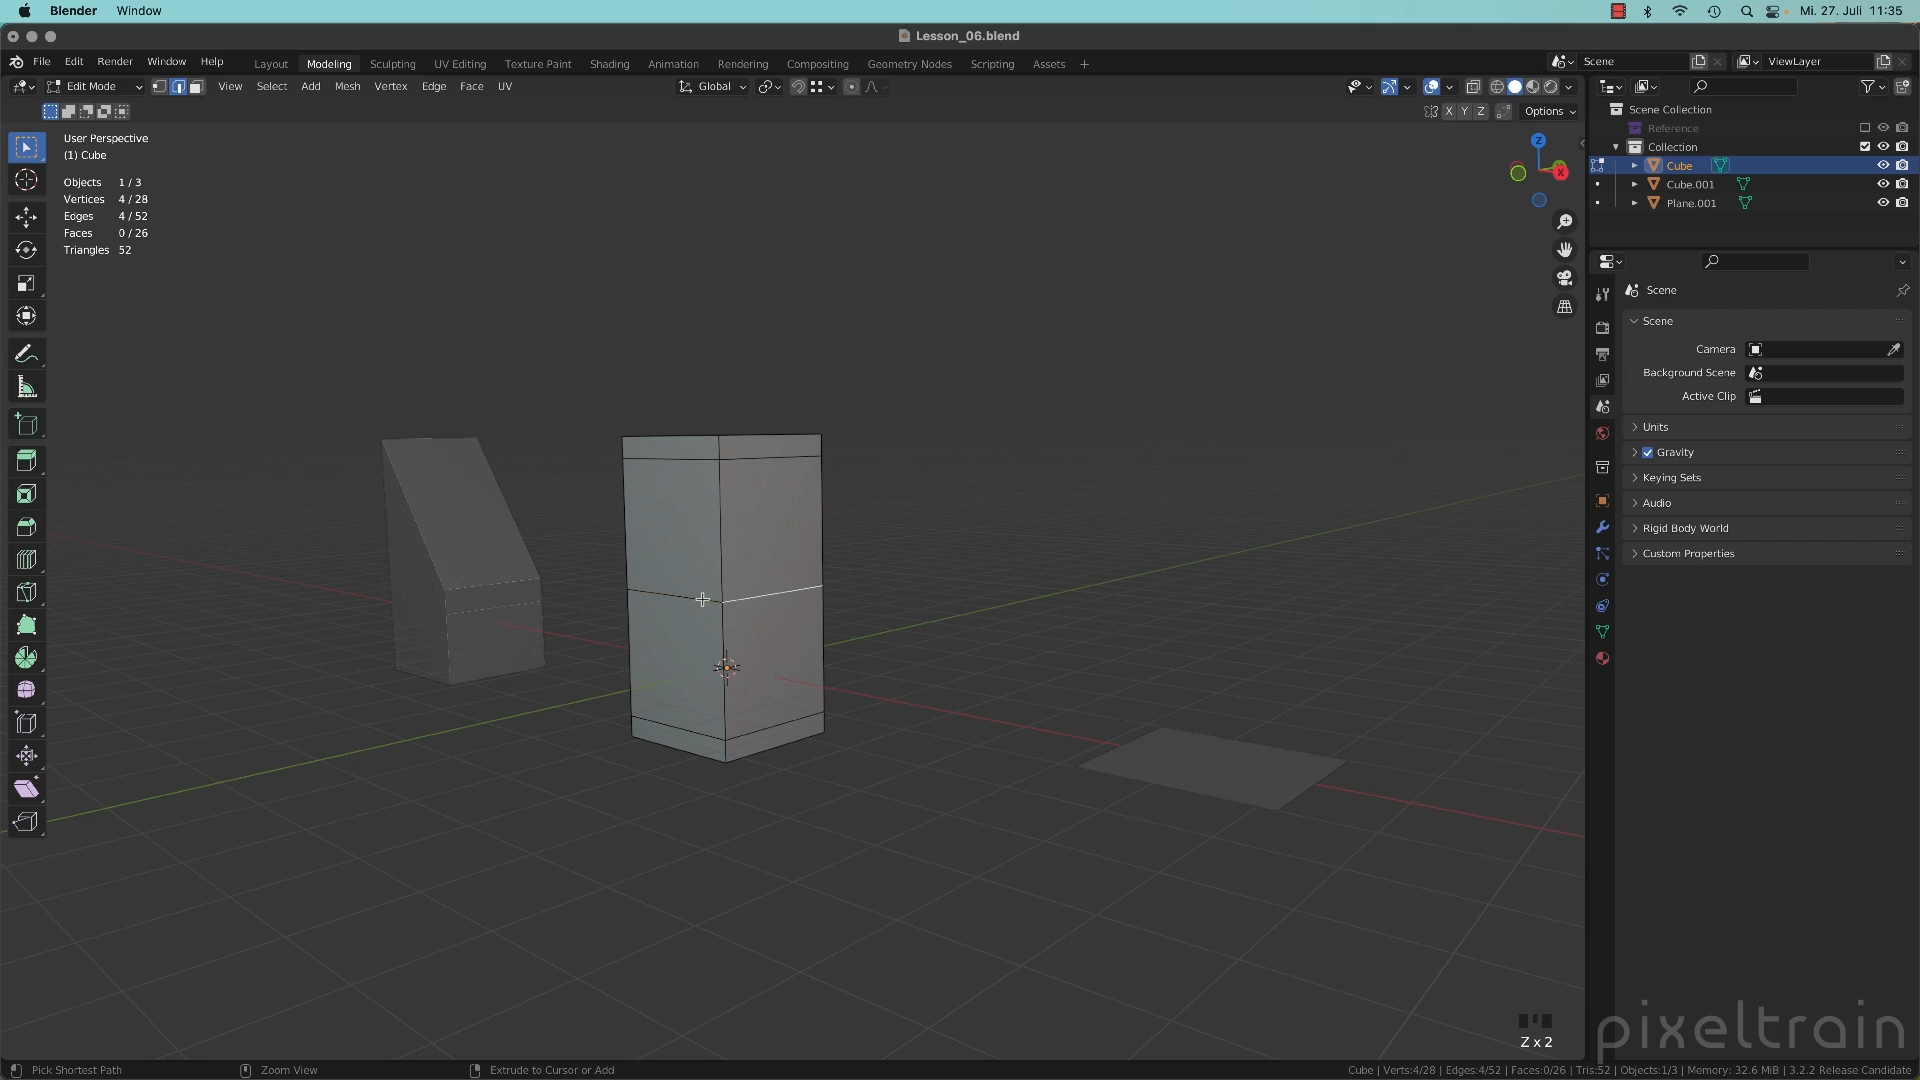 Blender Window Mi. 27. Juli 11:35
Lesson_06.blend
File Edit Render Window Help Layout Modeling Sculpting UV Editing Texture Paint Shading Animation Rendering Compositing Geometry Nodes Scripting Assets + Scene ViewLayer
Edit Mode View Select Add Mesh Vertex Edge Face UV Global
X Y Z Options
User Perspective
(1) Cube
Objects 1 / 3
Vertices 4 / 28
Edges 4 / 52
Faces 0 / 26
Triangles 52
Z
X
Scene Collection
Reference
Collection
Cube
Cube.001
Plane.001
Scene
Scene
Camera
Background Scene
Active Clip
Units
Gravity
Keying Sets
Audio
Rigid Body World
Custom Properties
Z x 2
pixeltrain
Pick Shortest Path Zoom View Extrude to Cursor or Add Cube | Verts:4/28 | Edges:4/52 | Faces:0/26 | Tris:52 | Objects:1/3 | Memory: 32.6 MiB | 3.2.2 Release Candidate